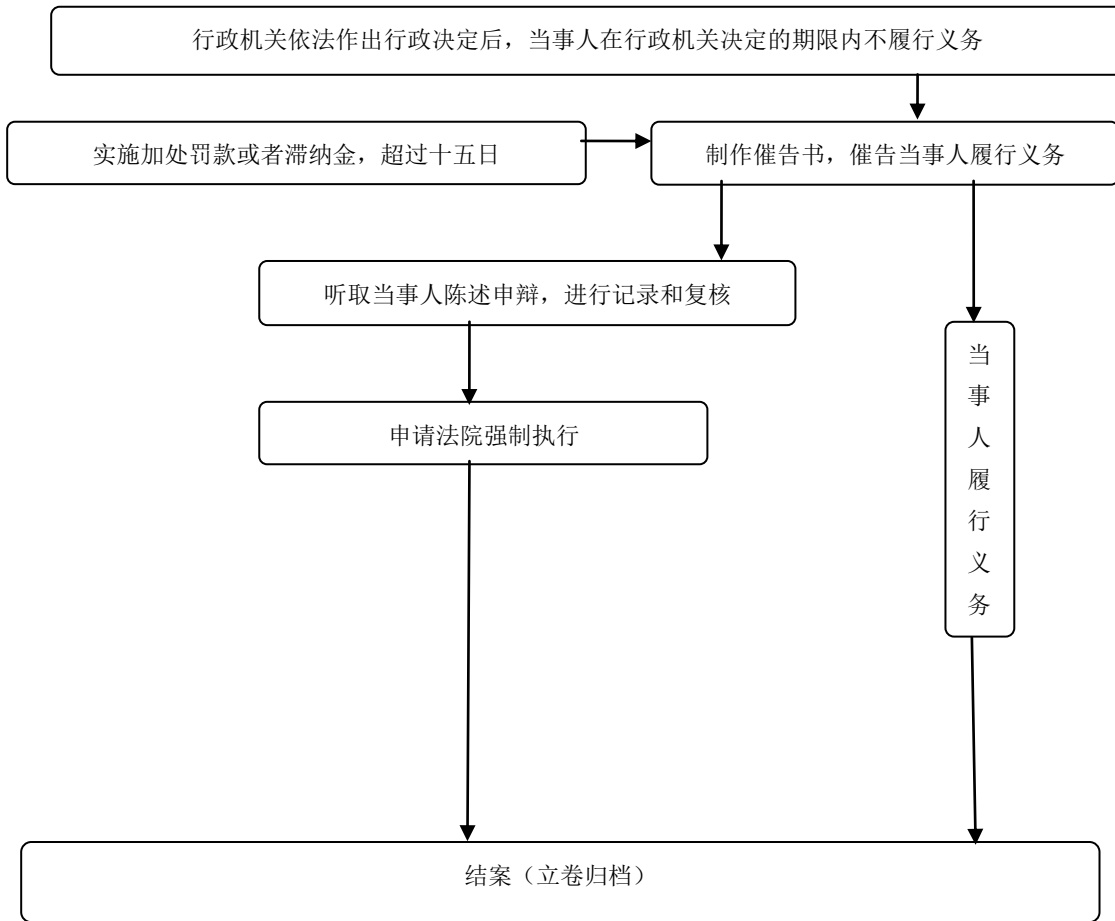 行政机关依法作出行政决定后，当事人在行政机关决定的期限内不履行义务
实施加处罚款或者滞纳金，超过十五日
制作催告书，催告当事人履行义务
听取当事人陈述申辩，进行记录和复核
当事人履行义务
申请法院强制执行
结案（立卷归档）